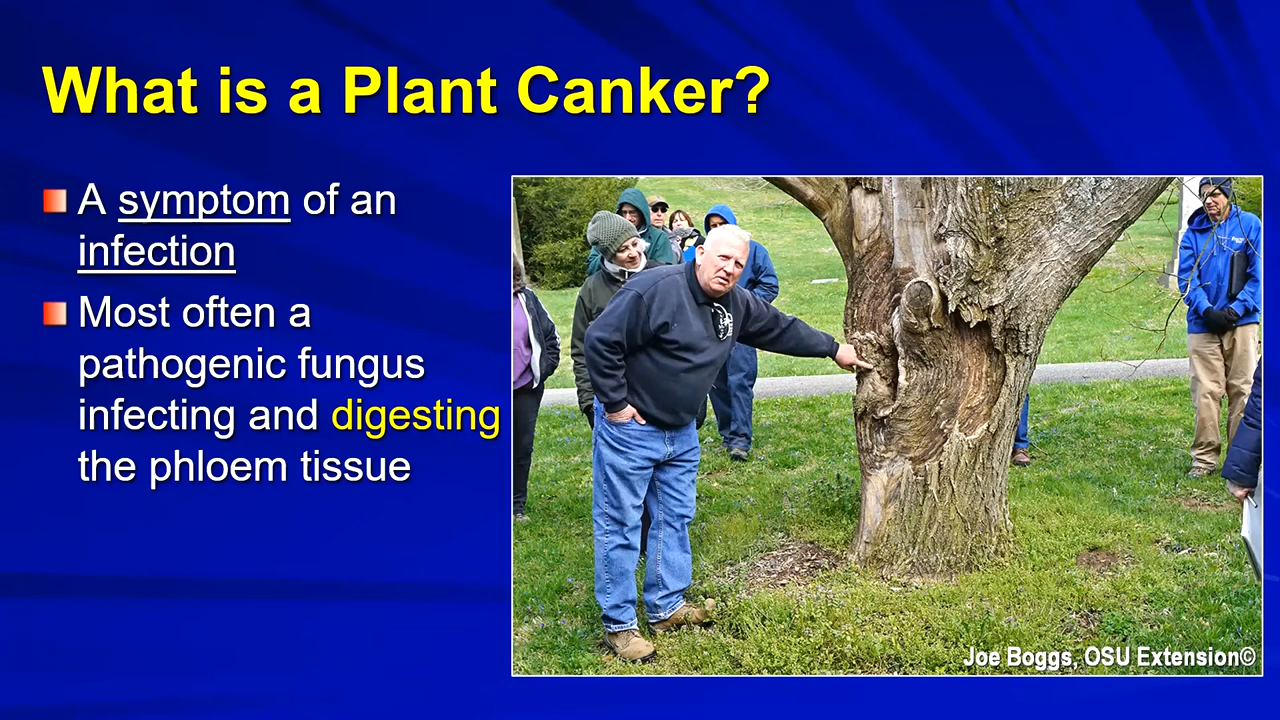 What is a Plant Canker?
A symptom of an
infection
Most often a
pathogenic fungus
infecting and digesting
the phloem tissue
Joe Boggs, OSU Extension©